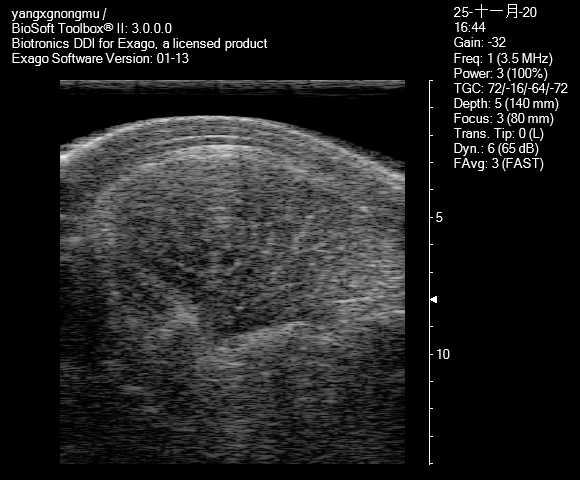 yangxgnongmu /
BioSoft Toolbox® II: 3.0.0.0
Biotronics DDI for Exago, a licensed product
Exago Software Version: 01-13
25-十一月-20
16:44
Gain: -32
Freq: 1 (3.5 MHz)
Power: 3 (100%)
TGC: 72/-16/-64/-72
Depth: 5 (140 mm)
Focus: 3 (80 mm)
Trans. Tip: 0 (L)
Dyn.: 6 (65 dB)
FAvg: 3 (FAST)
5
10